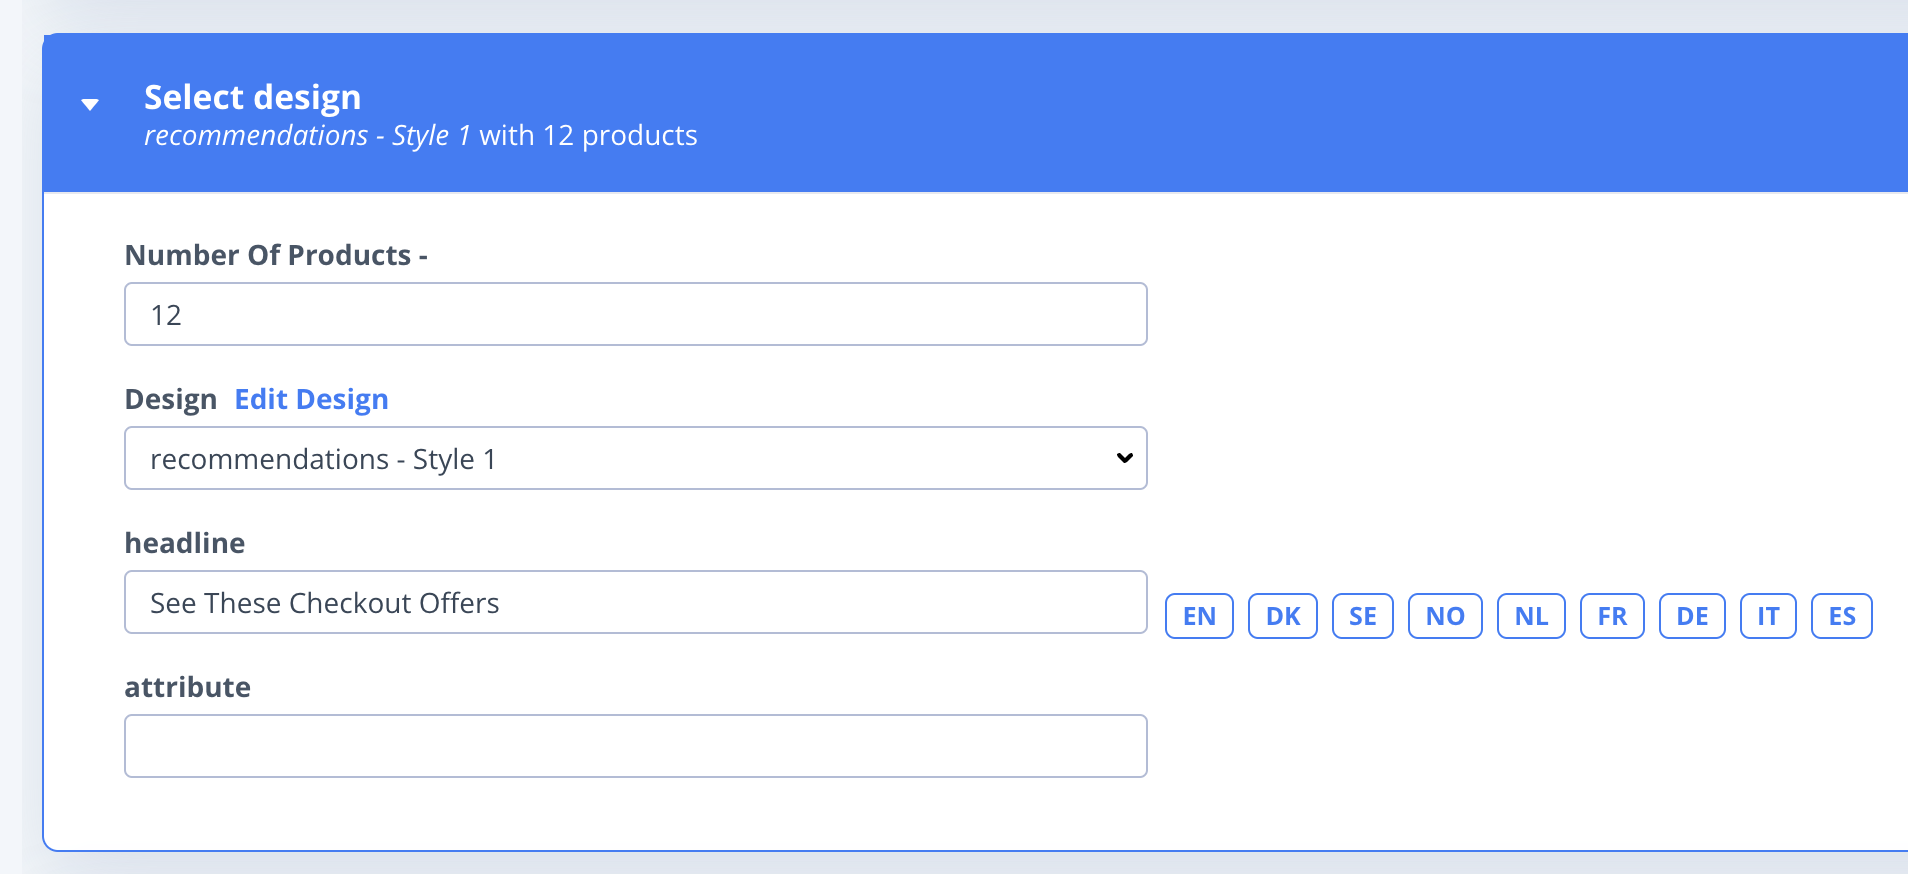 Select design
recommendations - Style 1 with 12 products
Number Of Products -
12
Design Edit Design
recommendations - Style 1
headline
See These Checkout Offers
EN DK SE NO NL FR DE IT ES
attribute